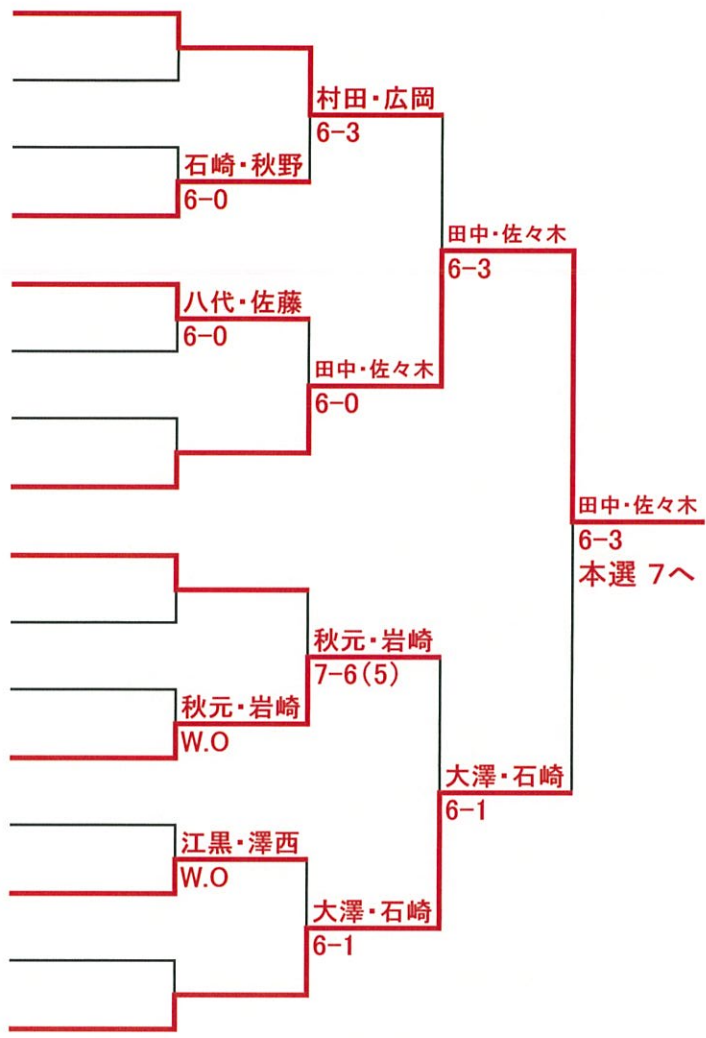 村田・広岡
6-3
石崎・秋野
6-0
田中・佐々木
6-3
八代・佐藤
6-0
田中・佐々木
6-0
田中・佐々木
6-3
本選 7へ
秋元・岩崎
7-6(5)
秋元・岩崎
W.O
大澤・石崎
6-1
江黒・澤西
W.O
大澤・石崎
6-1